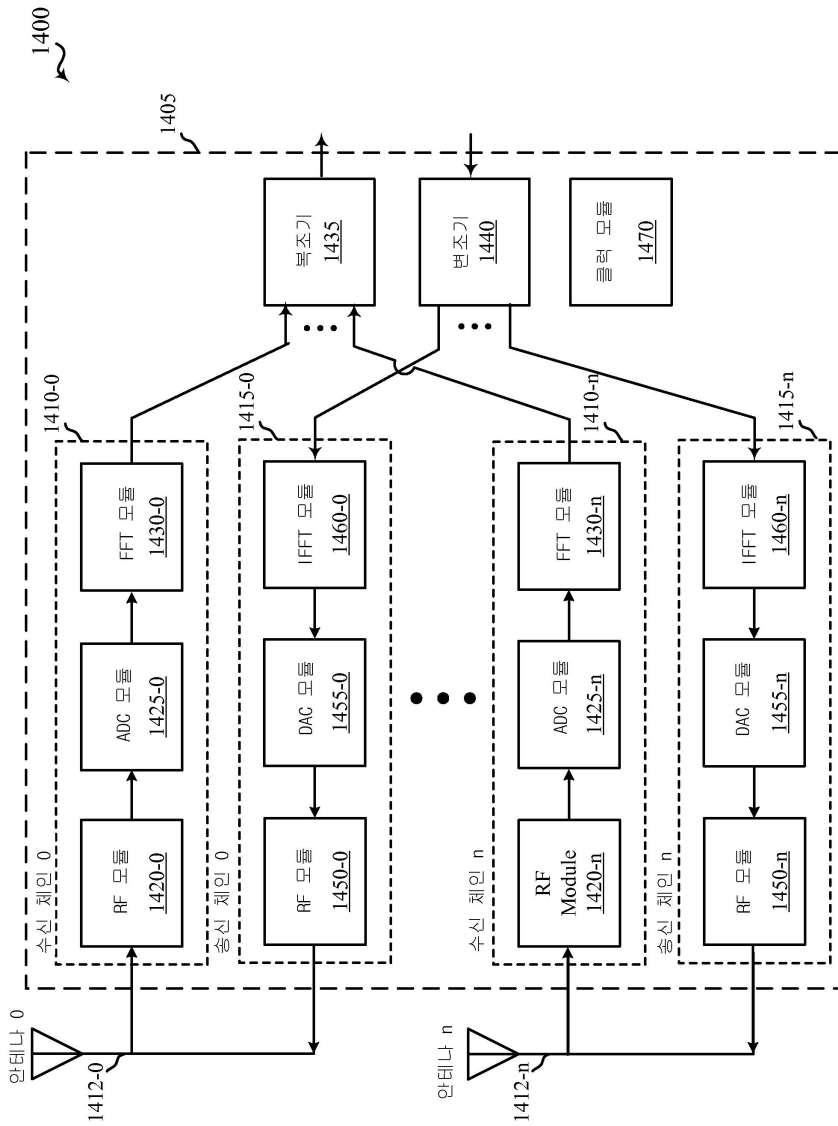 1400
1405
안테나 0
1412-0
수신 체인 0
1410-0
RF 모듈
1420-0
ADC 모듈
1425-0
FFT 모듈
1430-0
송신 체인 0
1415-0
RF 모듈
1450-0
DAC 모듈
1455-0
IFFT 모듈
1460-0
복조기
1435
변조기
1440
클럭 모듈
1470
안테나 n
1412-n
수신 체인 n
1410-n
RF
Module
1420-n
ADC 모듈
1425-n
FFT 모듈
1430-n
송신 체인 n
1415-n
RF 모듈
1450-n
DAC 모듈
1455-n
IFFT 모듈
1460-n